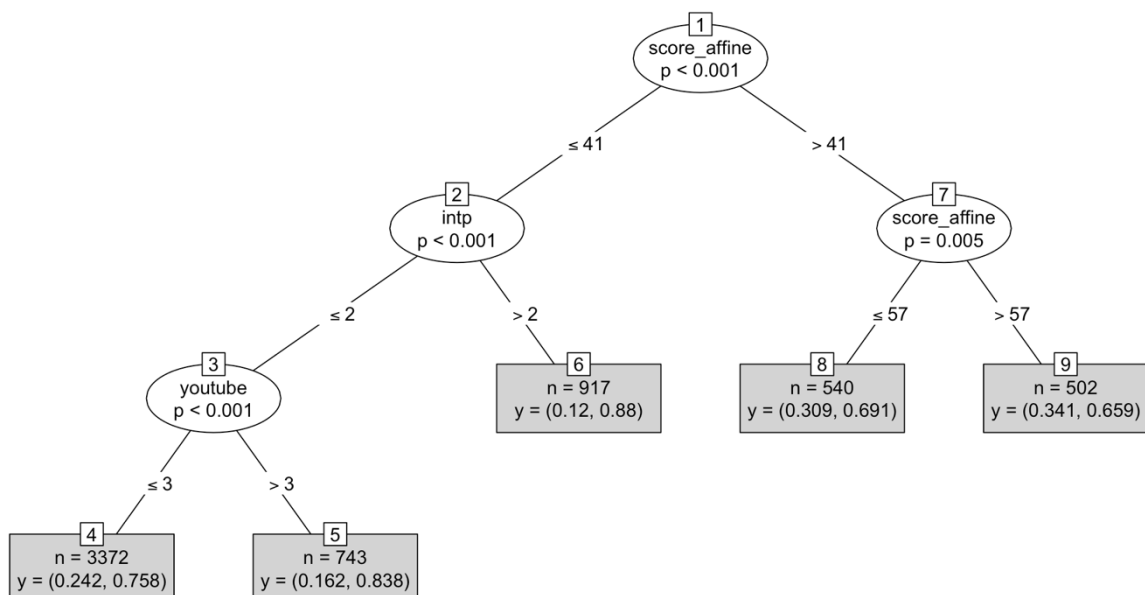 1
score_affine
p < 0.001
≤ 41
> 41
2
intp
p < 0.001
7
score_affine
p = 0.005
≤ 2
> 2
≤ 57
> 57
3
youtube
p < 0.001
6
n = 917
y = (0.12, 0.88)
8
n = 540
y = (0.309, 0.691)
9
n = 502
y = (0.341, 0.659)
≤ 3
> 3
4
n = 3372
y = (0.242, 0.758)
5
n = 743
y = (0.162, 0.838)